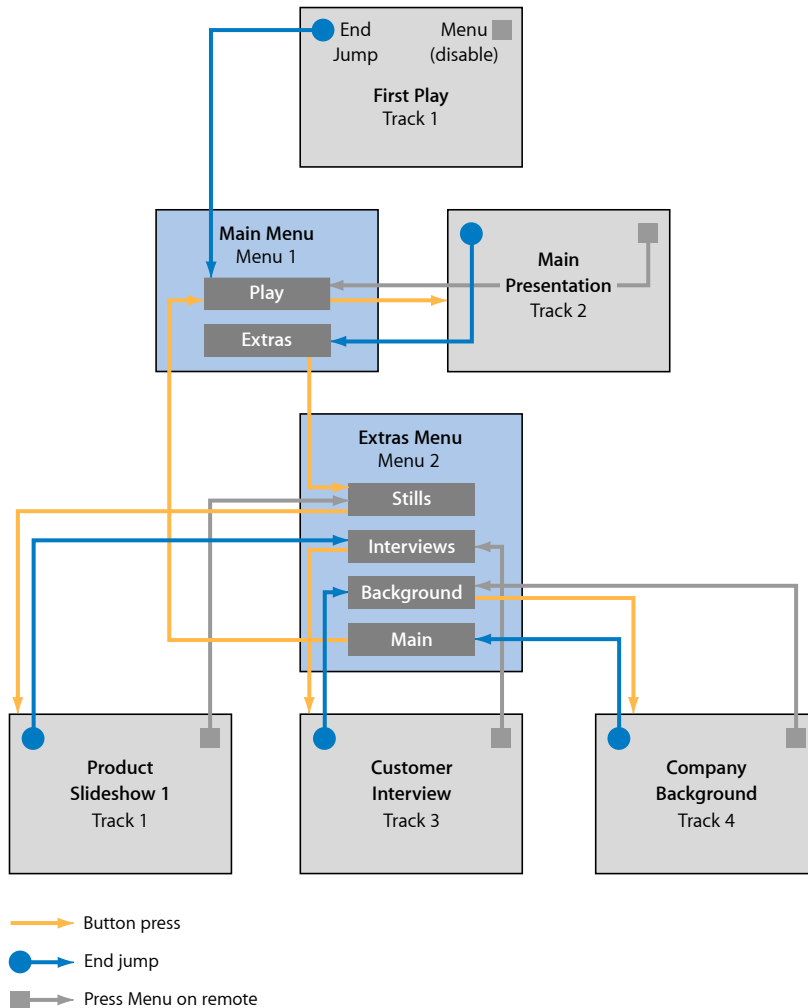 End Jump
Menu (disable)
First Play
Track 1
Main Menu
Menu 1
Play
Extras
Main
Presentation
Track 2
Extras Menu
Menu 2
Stills
Interviews
Background
Main
Product
Slideshow 1
Track 1
Customer
Interview
Track 3
Company
Background
Track 4
Button press
End jump
Press Menu on remote